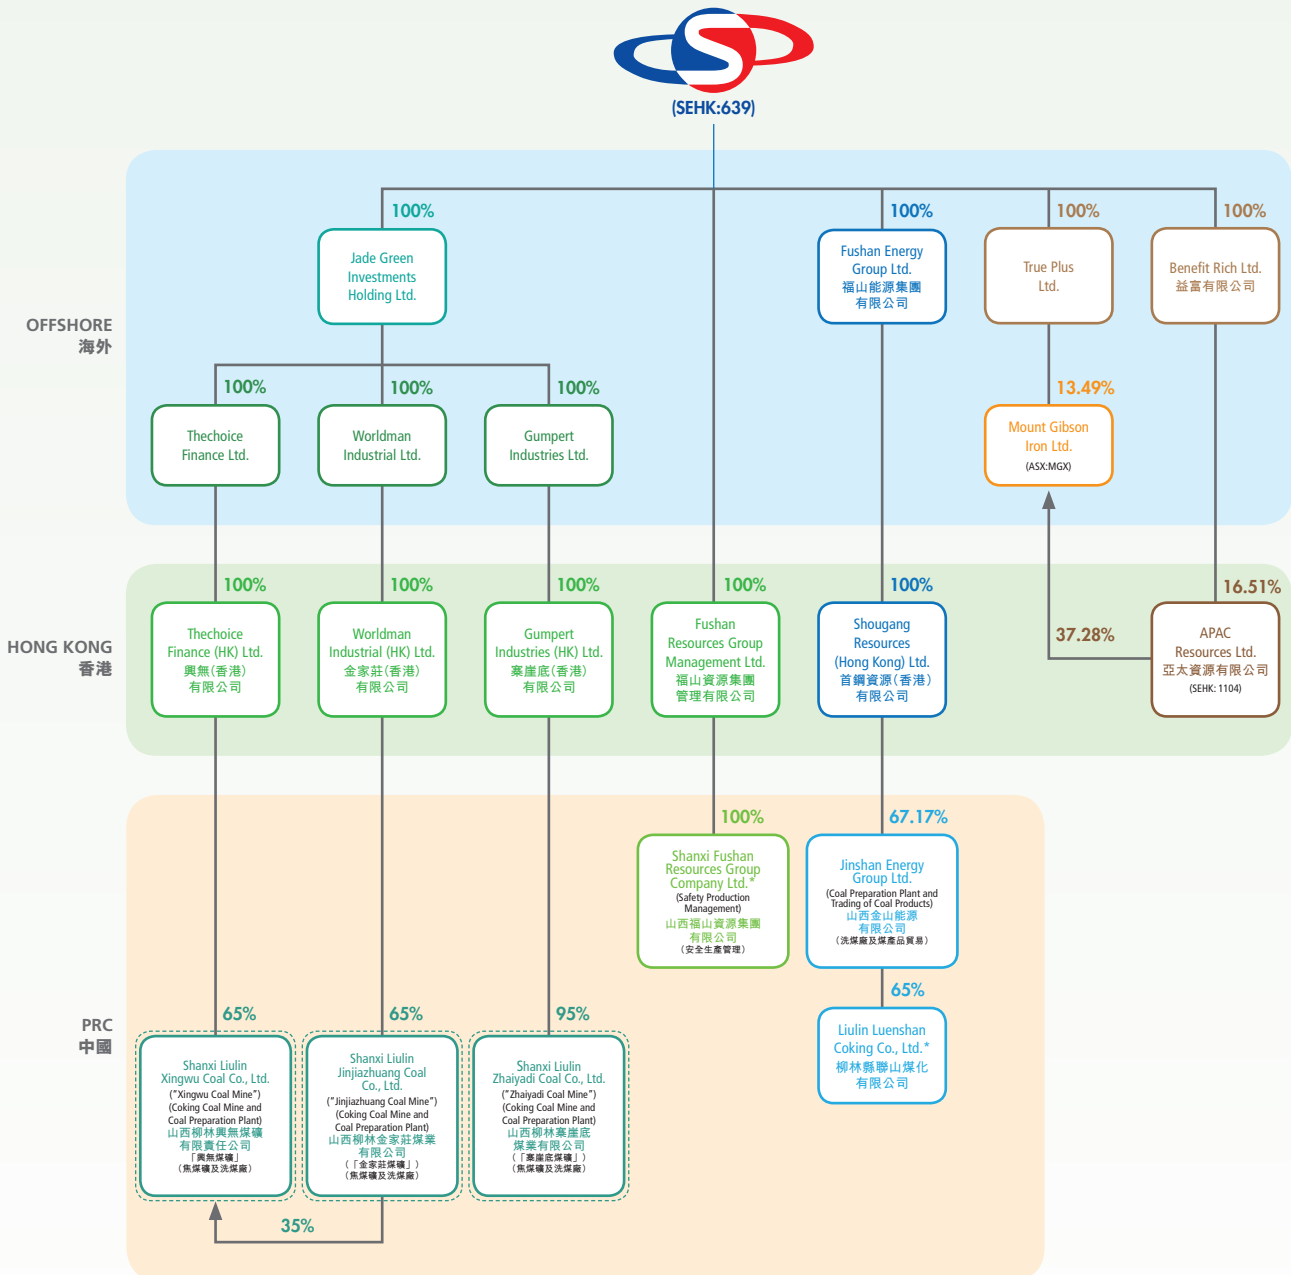 (SEHK:639)
OFFSHORE
海外
100%
100%
100%
100%
Jade Green
Investments
Holding Ltd.
Fushan Energy
Group Ltd.
福山能源集團
有限公司
True Plus
Ltd.
Benefit Rich Ltd.
益富有限公司
100%
100%
100%
13.49%
Thechoice
Finance Ltd.
Worldman
Industrial Ltd.
Gumpert
Industries Ltd.
Mount Gibson
Iron Ltd.
(ASX:MGX)
HONG KONG
香港
100%
100%
100%
100%
100%
16.51%
37.28%
Thechoice
Finance (HK) Ltd.
興無(香港)
有限公司
Worldman
Industrial (HK) Ltd.
金家莊(香港)
有限公司
Gumpert
Industries (HK) Ltd.
寨崖底(香港)
有限公司
Fushan
Resources Group
Management Ltd.
福山資源集團
管理有限公司
Shougang
Resources
(Hong Kong) Ltd.
首鋼資源(香港)
有限公司
APAC
Resources Ltd.
亞太資源有限公司
(SEHK: 1104)
PRC
中國
100%
67.17%
Shanxi Fushan
Resources Group
Company Ltd.*
(Safety Production
Management)
山西福山資源集團
有限公司
(安全生產管理)
Jinshan Energy
Group Ltd.
(Coal Preparation Plant and
Trading of Coal Products)
山西金山能源
有限公司
(洗煤廠及煤產品貿易)
65%
65%
95%
65%
Liulin Luenshan
Coking Co., Ltd.*
柳林縣聯山煤化
有限公司
Shanxi Liulin
Xingwu Coal Co., Ltd.
("Xingwu Coal Mine")
(Coking Coal Mine and
Coal Preparation Plant)
山西柳林興無煤礦
有限責任公司
「興無煤礦」
(焦煤礦及洗煤廠)
Shanxi Liulin
Jinjiazhuang Coal
Co., Ltd.
("Jinjiazhuang Coal Mine")
(Coking Coal Mine and
Coal Preparation Plant)
山西柳林金家莊煤業
有限公司
(「金家莊煤礦」)
(焦煤礦及洗煤廠)
Shanxi Liulin
Zhaiyadi Coal Co., Ltd.
("Zhaiyadi Coal Mine")
(Coking Coal Mine and
Coal Preparation Plant)
山西柳林寨崖底
煤業有限公司
(「寨崖底煤礦」)
(焦煤礦及洗煤廠)
35%